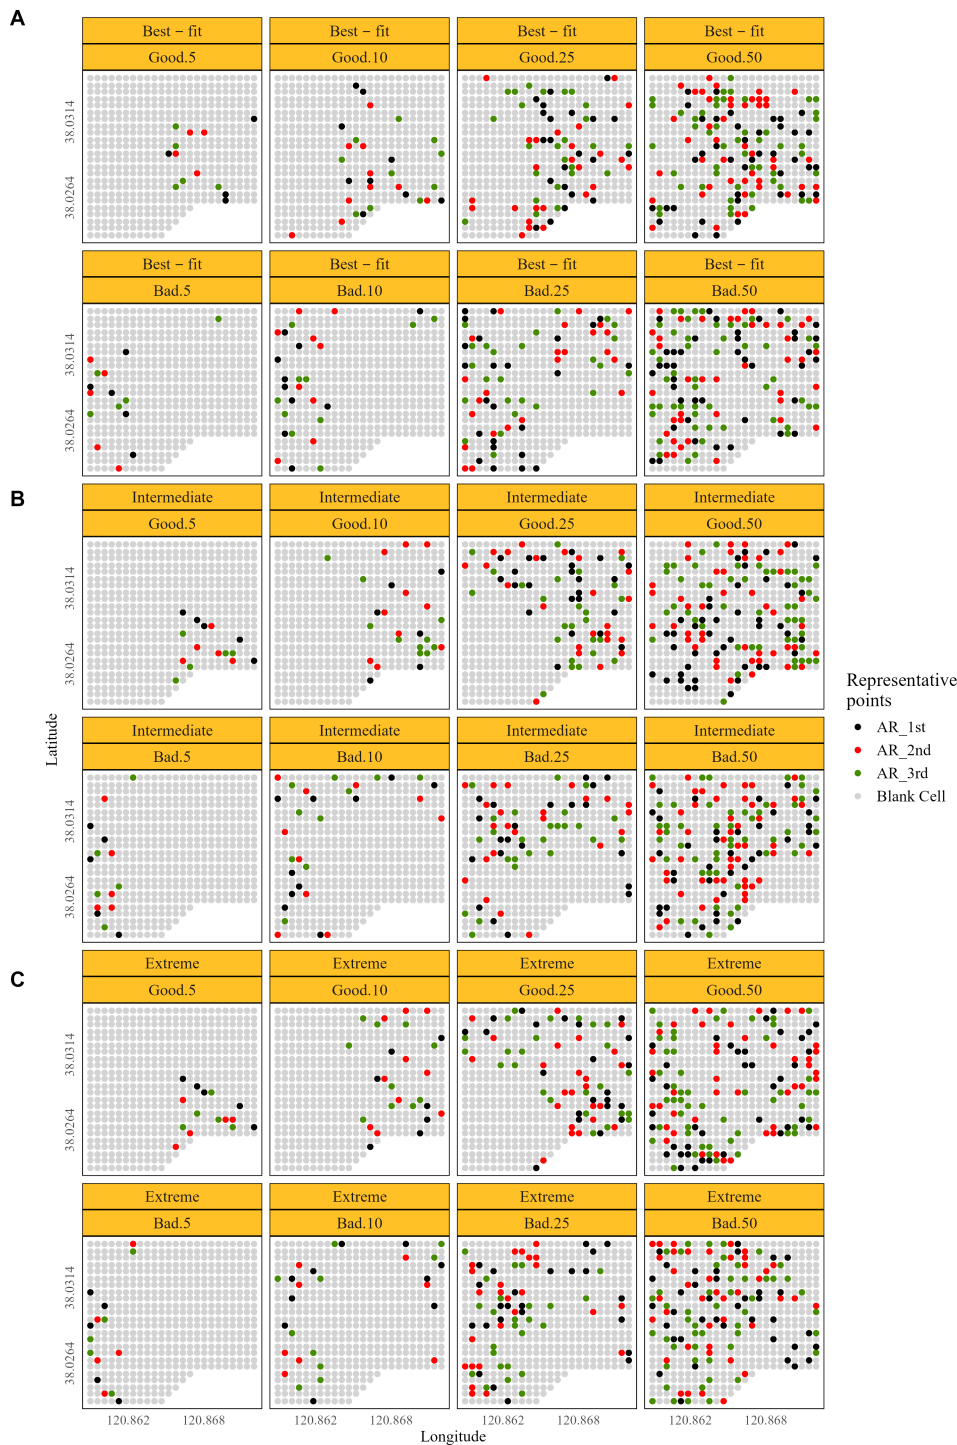 A
Best − fit Best − fit Best − fit Best − fit
Good.5 Good.10 Good.25 Good.50
38.0314
38.0264
Best − fit Best − fit Best − fit Best − fit
Bad.5 Bad.10 Bad.25 Bad.50
38.0314
38.0264
B
Intermediate Intermediate Intermediate Intermediate
Good.5 Good.10 Good.25 Good.50
38.0314
38.0264
Latitude
Intermediate Intermediate Intermediate Intermediate
Bad.5 Bad.10 Bad.25 Bad.50
38.0314
38.0264
C
Extreme Extreme Extreme Extreme
Good.5 Good.10 Good.25 Good.50
38.0314
38.0264
Extreme Extreme Extreme Extreme
Bad.5 Bad.10 Bad.25 Bad.50
38.0314
38.0264
120.862 120.868 120.862 120.868 120.862 120.868 120.862 120.868
Longitude
Representative
points
AR_1st
AR_2nd
AR_3rd
Blank Cell